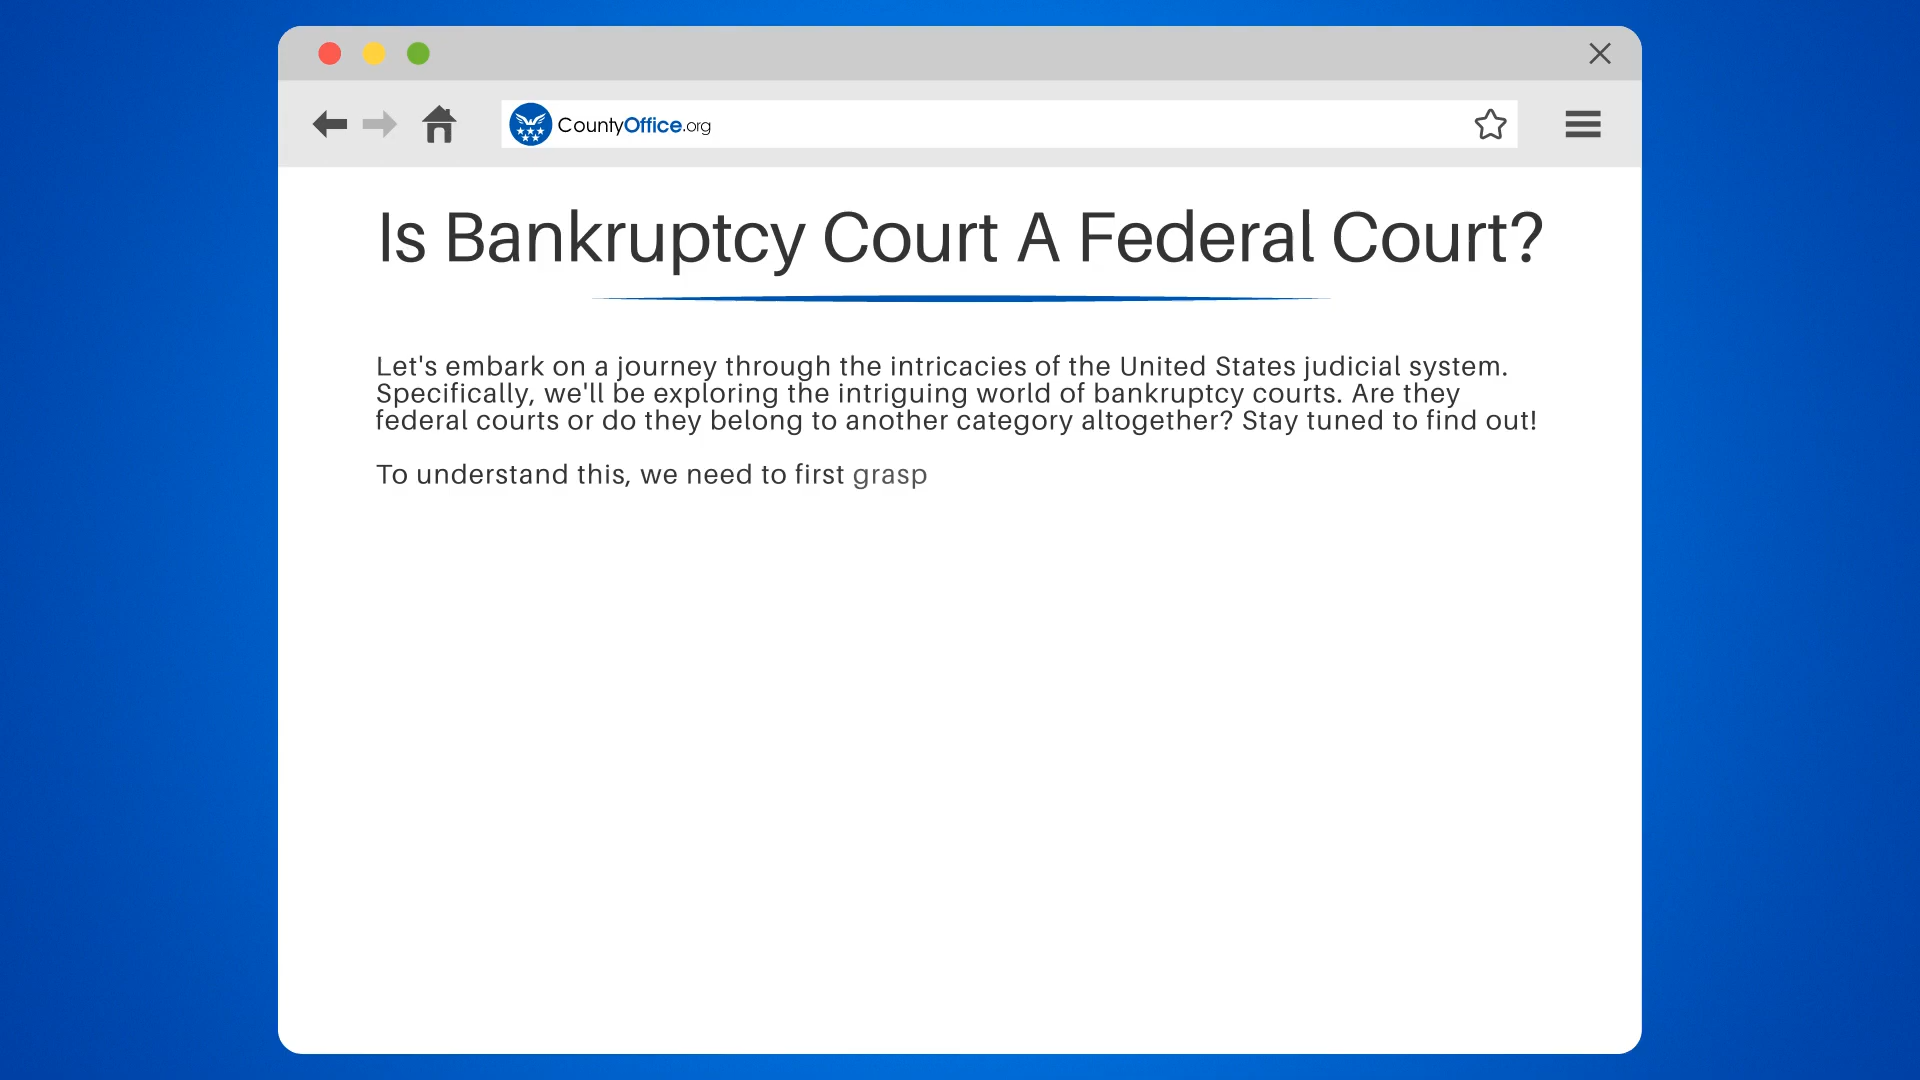 CountyOffice.org
Is Bankruptcy Court A Federal Court?
Let's embark on a journey through the intricacies of the United States judicial system.
Specifically, we'll be exploring the intriguing world of bankruptcy courts. Are they
federal courts or do they belong to another category altogether? Stay tuned to find out!
To understand this, we need to first grasp